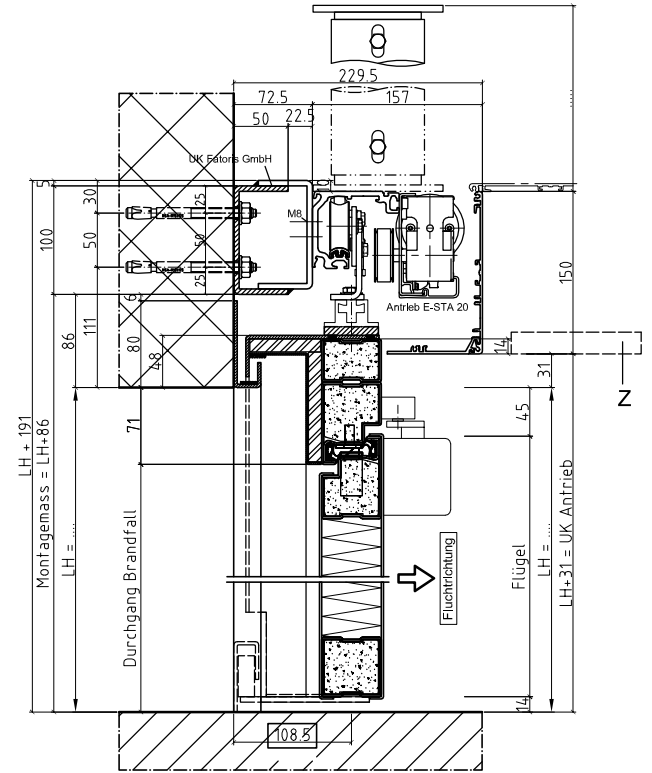 229.5
72.5
157
50
22.5
UK Fatoris GmbH
5
30
25
100
M8
50
50
25
150
6
Antrieb E-STA 20
86
111
80
48
14
31
Z
71
45
LH + 191
Montagemass = LH+86
LH = ....
Durchgang Brandfall
Fluchtrichtung
Flügel
LH = ....
LH+31 = UK Antrieb
14
108.5